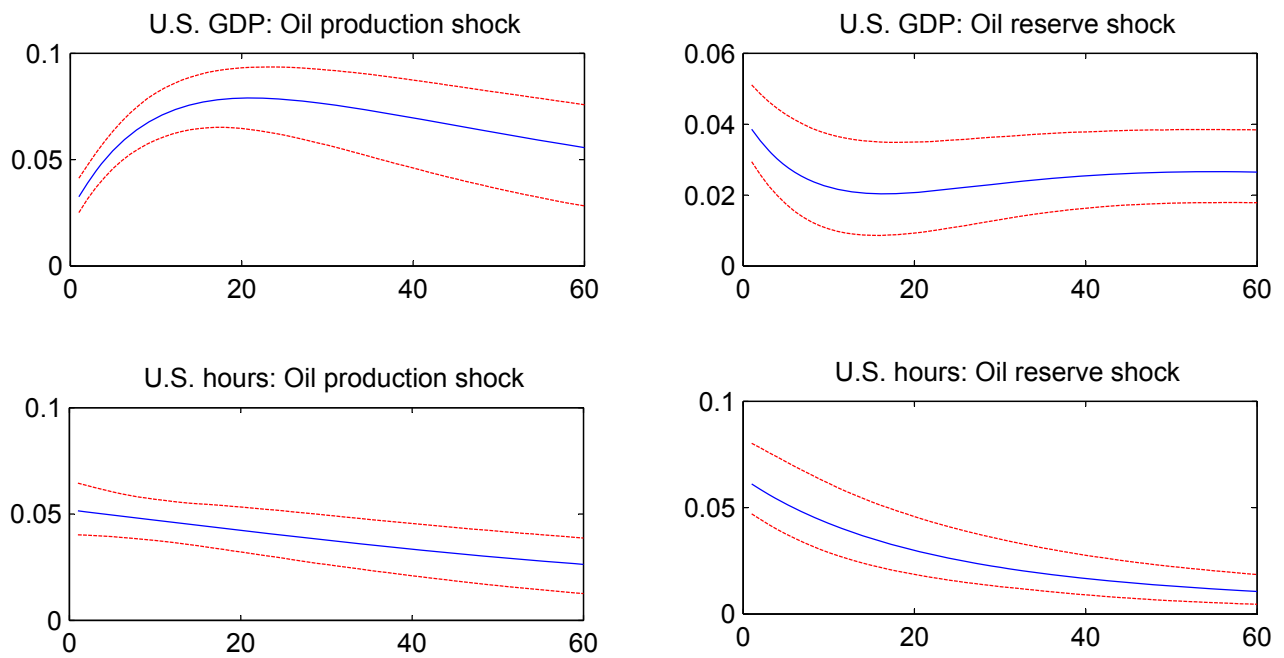 U.S. GDP: Oil production shock
0.1
0.05
0
0 20 40 60
U.S. GDP: Oil reserve shock
0.06
0.04
0.02
0
0 20 40 60
U.S. hours: Oil production shock
0.1
0.05
0
0 20 40 60
U.S. hours: Oil reserve shock
0.1
0.05
0
0 20 40 60